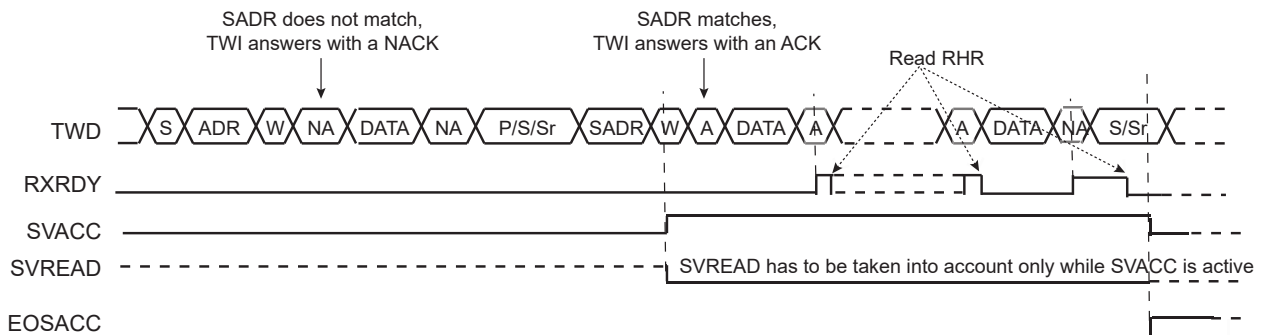 SADR does not match,
TWI answers with a NACK
SADR matches,
TWI answers with an ACK
Read RHR
TWD S ADR W NA DATA NA P/S/Sr SADR W A DATA A A DATA NA S/Sr
RXRDY
SVACC
SVREAD SVREAD has to be taken into account only while SVACC is active
EOSACC